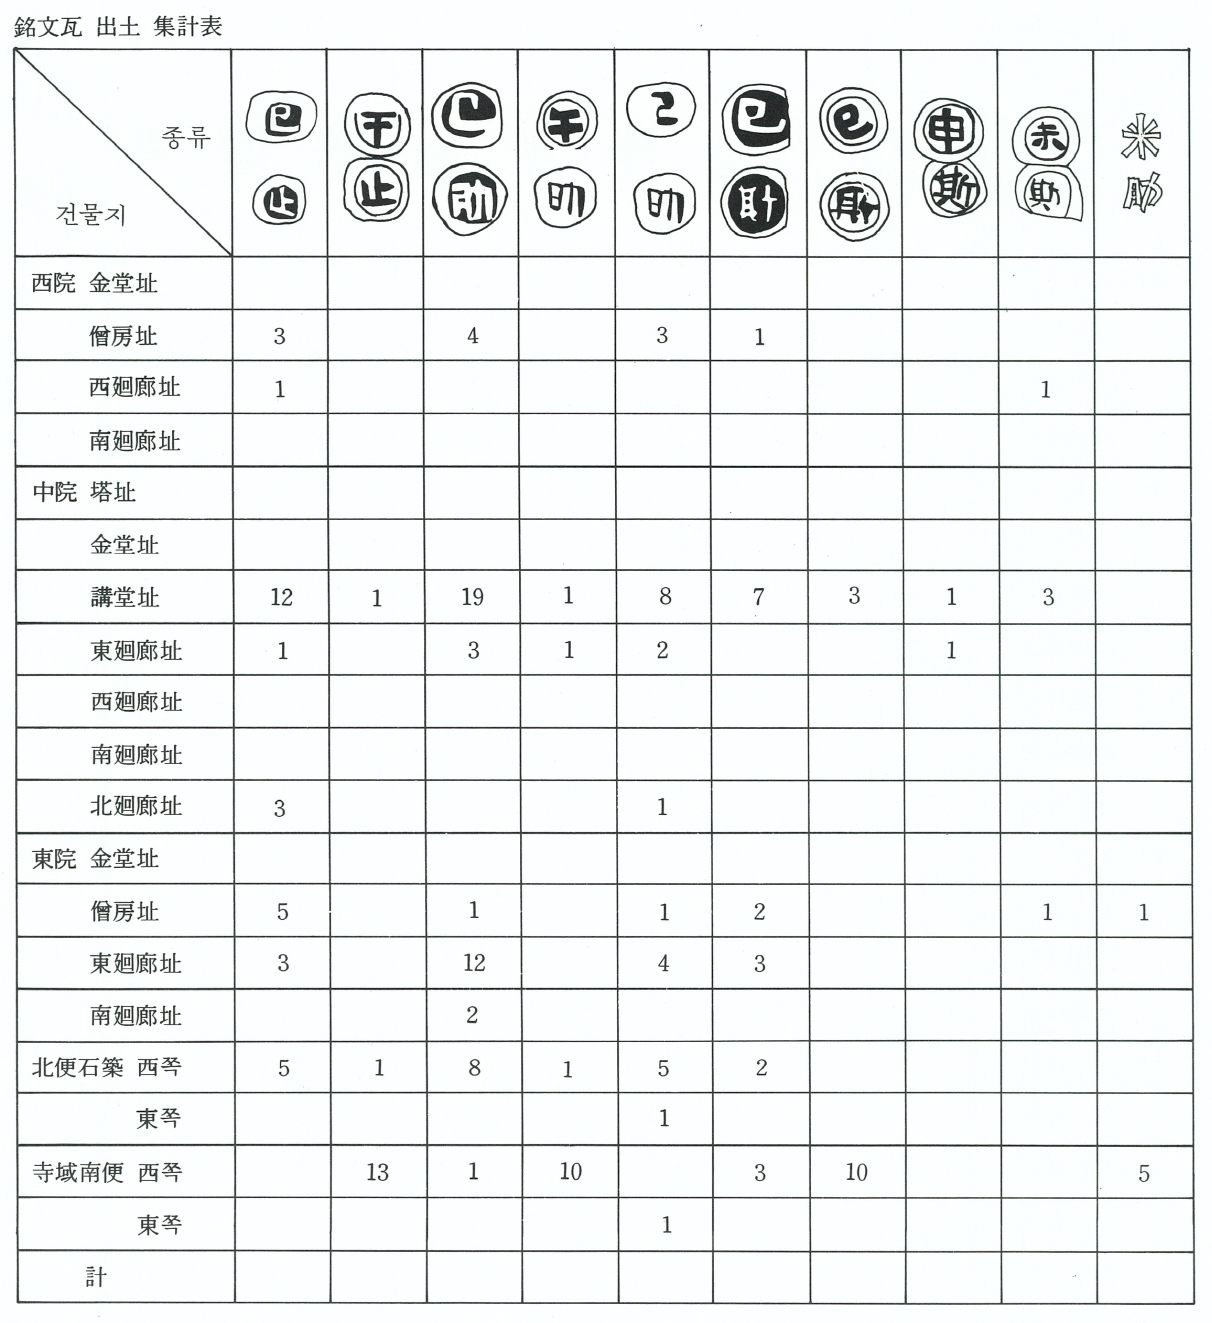 銘文瓦 出土 集計表
종류
건물지
巳 干 巳 午 己 巳 巳 申 未 米
止 止 助 助 助 斯 助
西院 金堂址
僧房址 3 4 3 1
西廻廊址 1 1
南廻廊址
中院 塔址
金堂址
講堂址 12 1 19 1 8 7 3 1 3
東廻廊址 1 3 1 2 1
西廻廊址
南廻廊址
北廻廊址 3 1
東院 金堂址
僧房址 5 1 1 2 1 1
東廻廊址 3 12 4 3
南廻廊址 2
北便石築 西쪽 5 1 8 1 5 2
東쪽 1
寺域南便 西쪽 13 1 10 3 10 5
東쪽 1
計